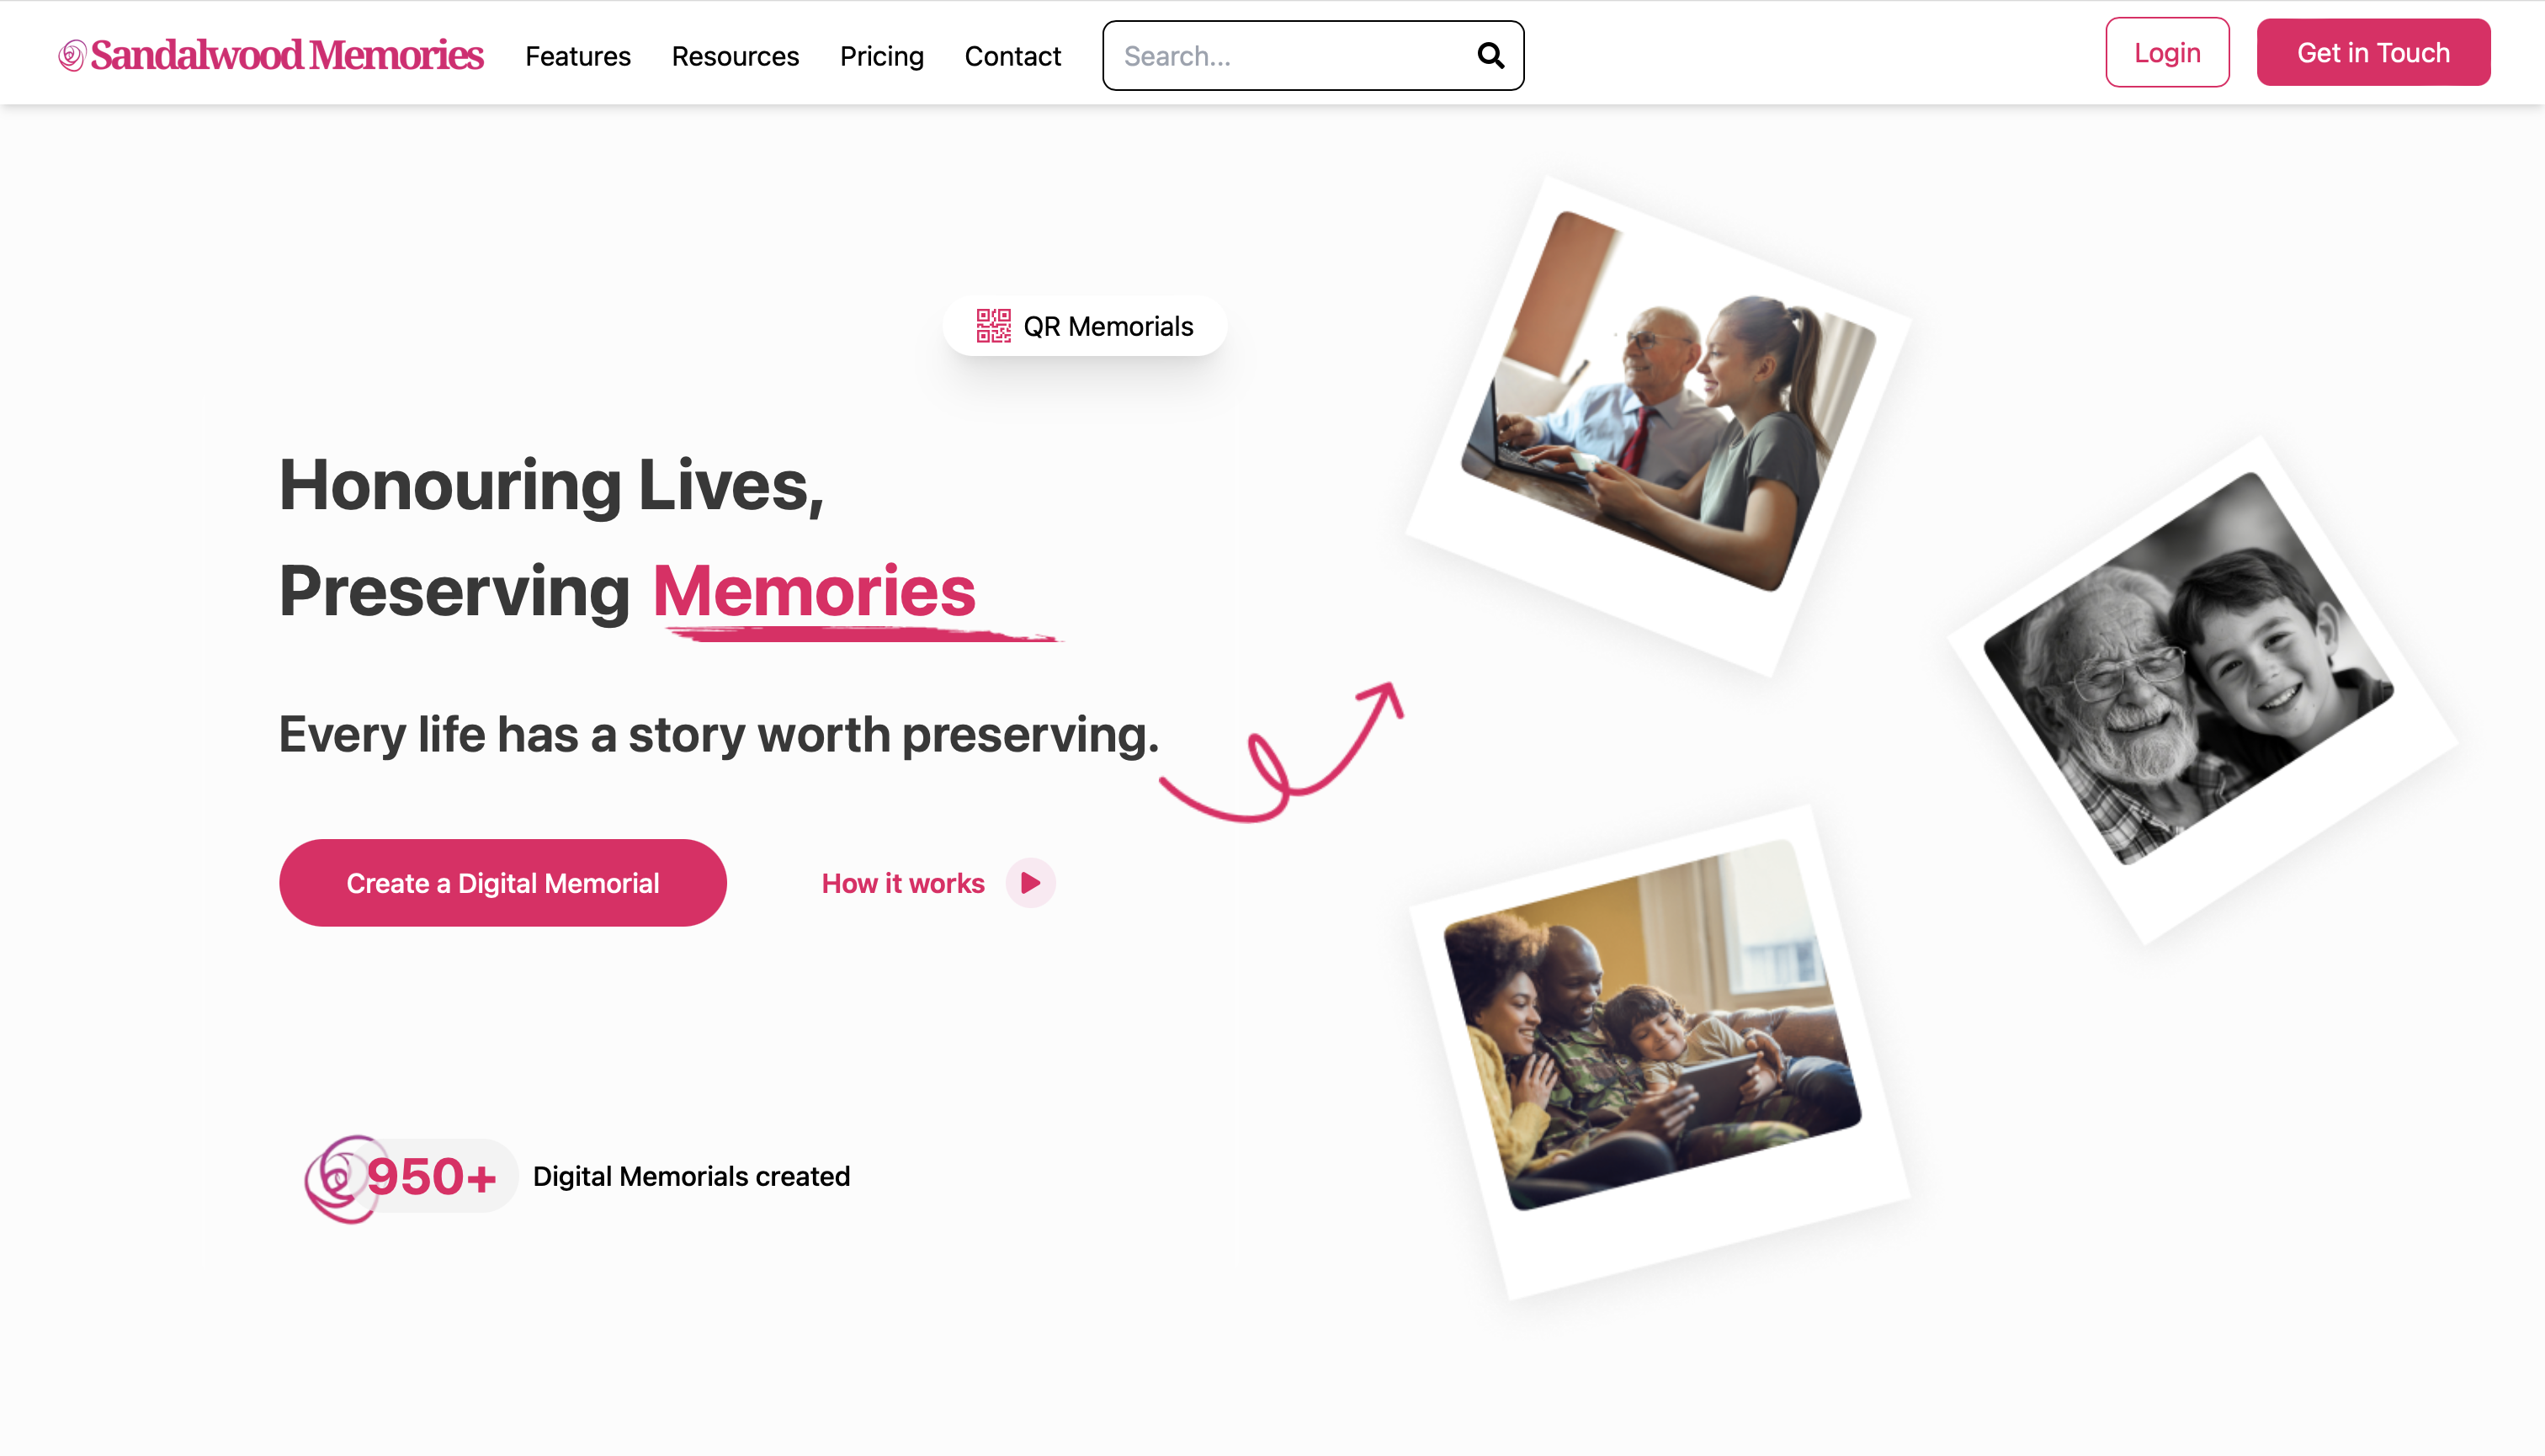 Sandalwood Memories
Features
Resources
Pricing
Contact
Search...
Login
Get in Touch
QR Memorials
Honouring Lives,
Preserving Memories
Every life has a story worth preserving.
Create a Digital Memorial
How it works
950+
Digital Memorials created